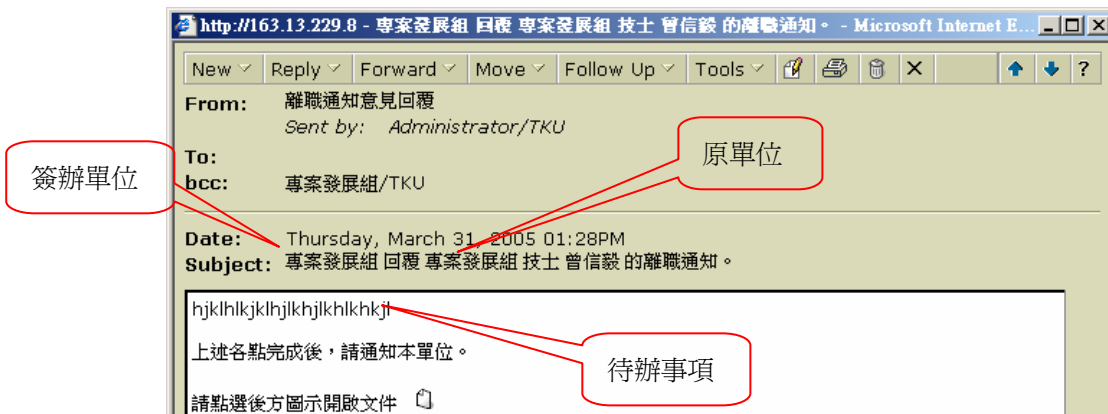 http://163.13.229.8 - 專案發展組 回覆 專案發展組 技士 曾信毅 的離職通知。 - Microsoft Internet E...
New Reply Forward Move Follow Up Tools ?
From: 離職通知意見回覆
Sent by: Administrator/TKU
原單位
To:
簽辦單位
bcc: 專案發展組/TKU
Date: Thursday, March 31, 2005 01:28PM
Subject: 專案發展組 回覆 專案發展組 技士 曾信毅 的離職通知。
hjklhlkjklhjlkhjlkhlkhkjl
上述各點完成後,請通知本單位。
待辦事項
請點選後方圖示開啟文件